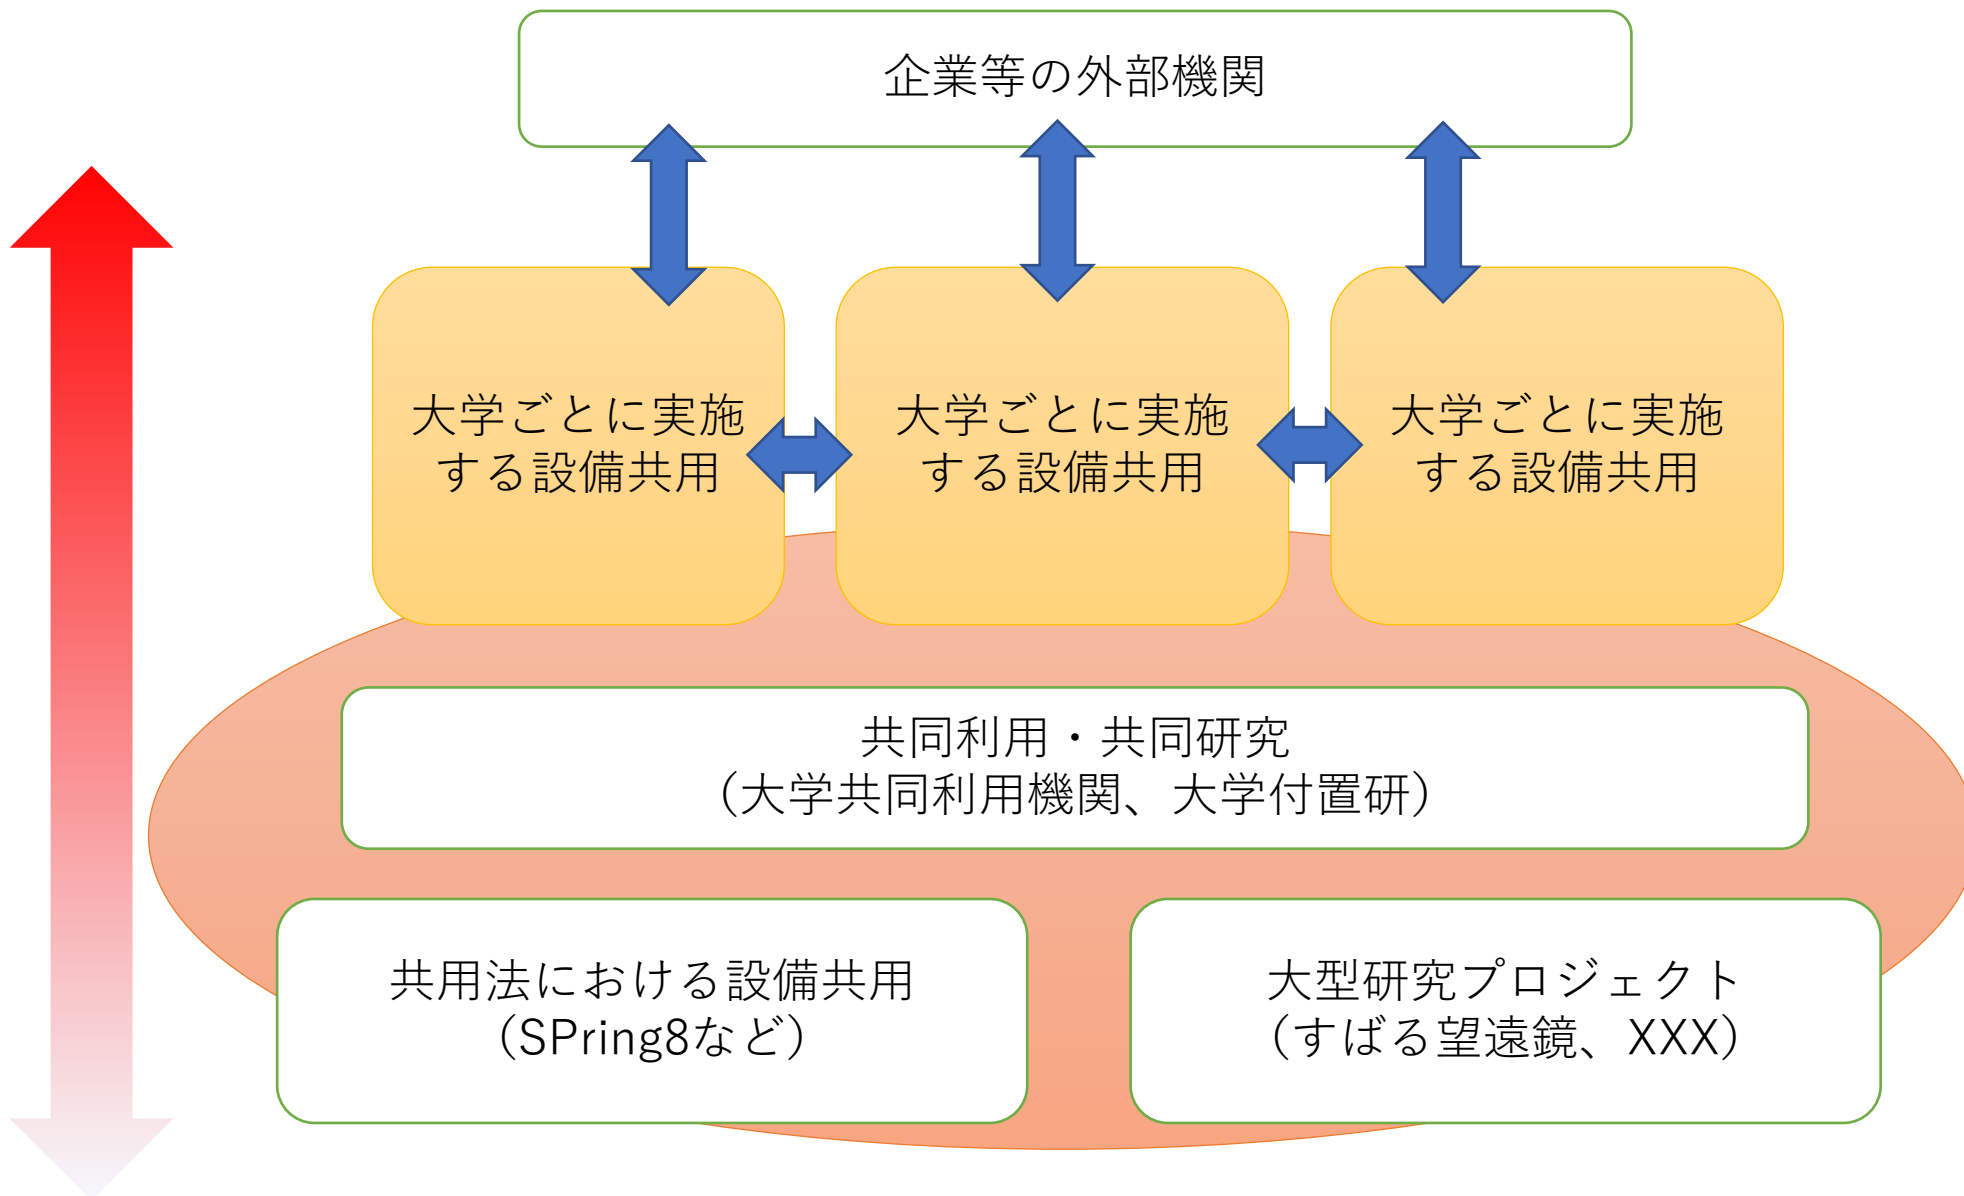 企業等の外部機関
大学ごとに実施
する設備共用
大学ごとに実施
する設備共用
大学ごとに実施
する設備共用
共同利用・共同研究
（大学共同利用機関、大学付置研）
共用法における設備共用
（SPring8など）
大型研究プロジェクト
（すばる望遠鏡、XXX）